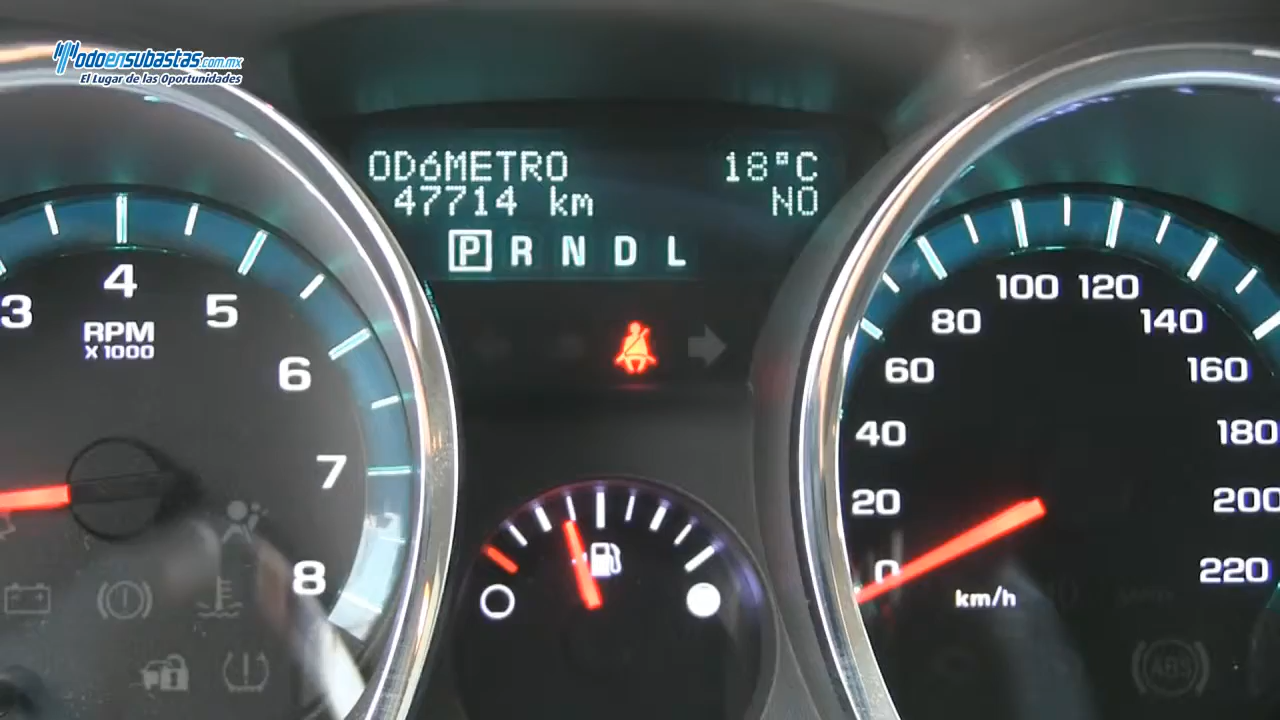 todoensubastas.com.mx
El Lugar de las Oportunidades
ODóMETRO 18°C
47714 km NO
P R N D L
3 4 5 6 7 8
RPM
X 1000
0 20 40 60 80 100 120 140 160 180 200 220
km/h
ABS